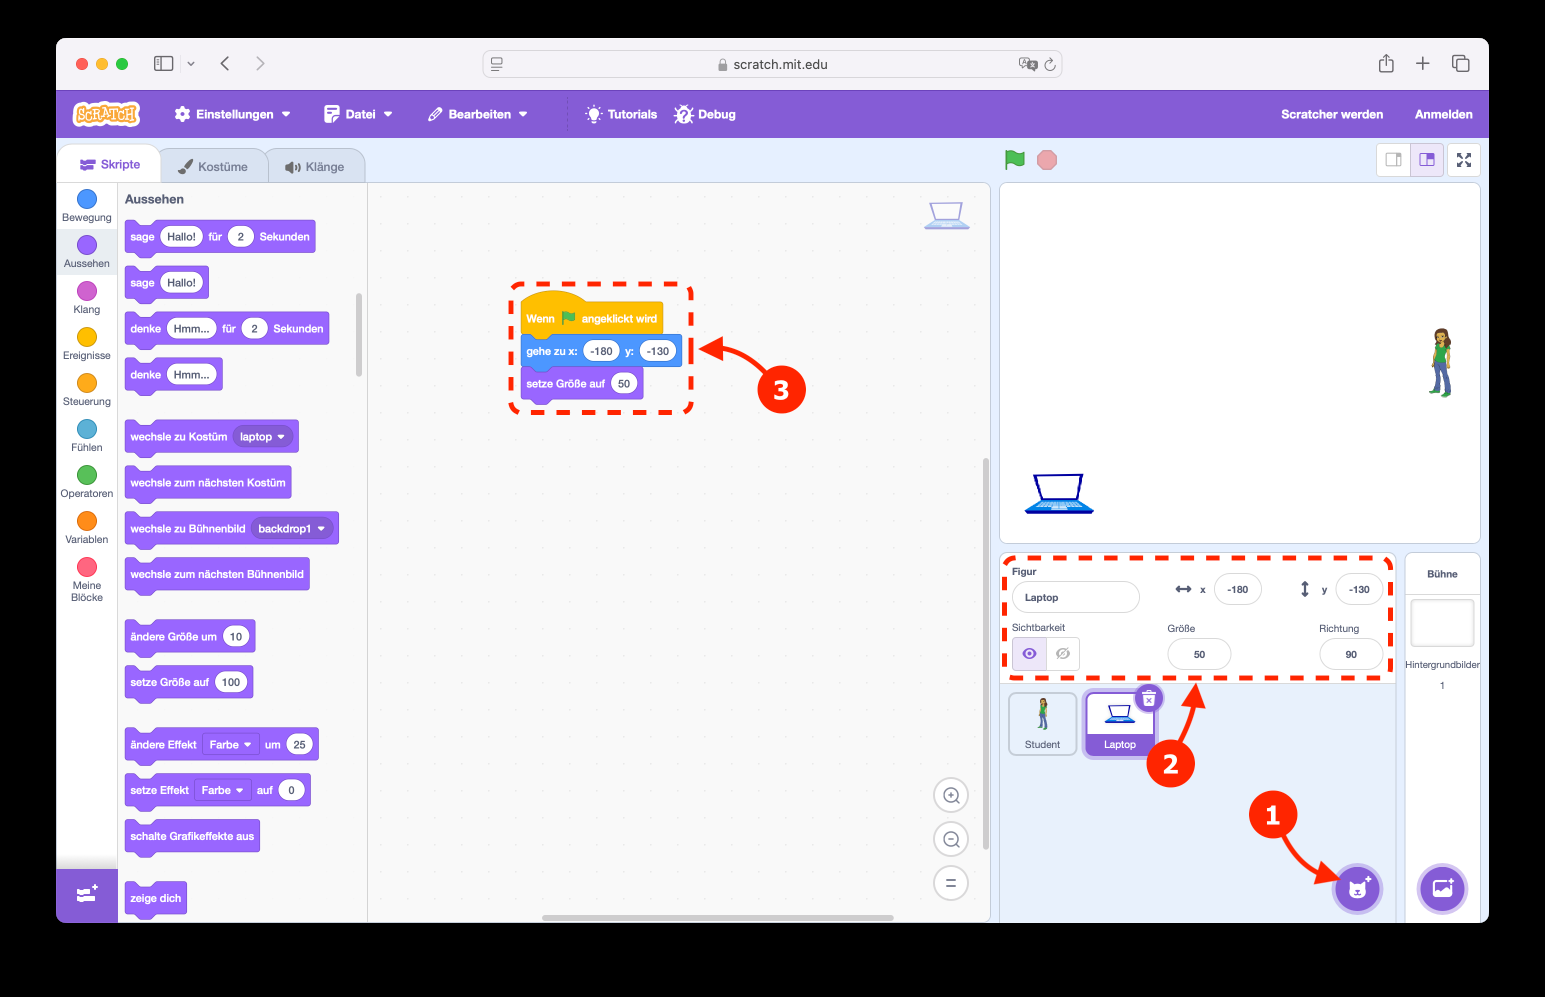 scratch.mit.edu
SCRATCH
Einstellungen
Datei
Bearbeiten
Tutorials
Debug
Scratcher werden
Anmelden
Skripte
Kostüme
Klänge
Bewegung
Aussehen
Klang
Ereignisse
Steuerung
Fühlen
Operatoren
Variablen
Meine
Blöcke
Aussehen
sage Hallo! für 2 Sekunden
sage Hallo!
denke Hmm... für 2 Sekunden
denke Hmm...
wechsle zu Kostüm laptop
wechsle zum nächsten Kostüm
wechsle zu Bühnenbild backdrop1
wechsle zum nächsten Bühnenbild
ändere Größe um 10
setze Größe auf 100
ändere Effekt Farbe um 25
setze Effekt Farbe auf 0
schalte Grafikeffekte aus
zeige dich
Wenn angeklickt wird
gehe zu x: -180 y: -130
setze Größe auf 50
3
Figur
Laptop
x -180
y -130
Sichtbarkeit
Größe
50
Richtung
90
Student
Laptop
2
1
Bühne
Hintergrundbilder
1